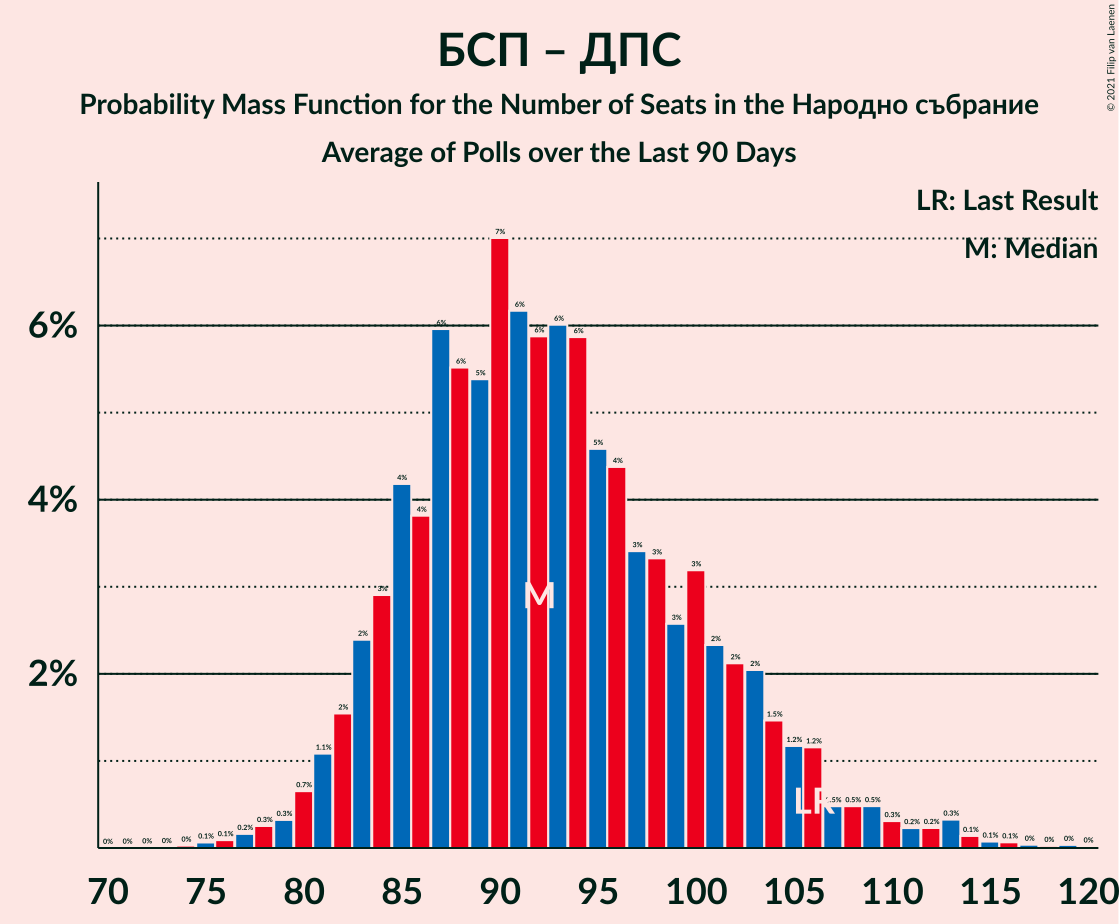 БСП – ДПС
Probability Mass Function for the Number of Seats in the Народно събрание
Average of Polls over the Last 90 Days
© 2021 Filip van Laenen
LR: Last Result
M: Median
6%
4%
2%
0% 0% 0% 0% 0% 0.1% 0.1% 0.2% 0.3% 0.3% 0.7% 1.1% 2% 2% 3% 4% 4% 6% 6% 5% 7% 6% 6% 6% 6% 5% 4% 3% 3% 3% 3% 2% 2% 2% 1.5% 1.2% 1.2% .5% 0.5% 0.5% 0.3% 0.2% 0.2% 0.3% 0.1% 0.1% 0.1% 0% 0% 0% 0%
M
LR
70 75 80 85 90 95 100 105 110 115 120